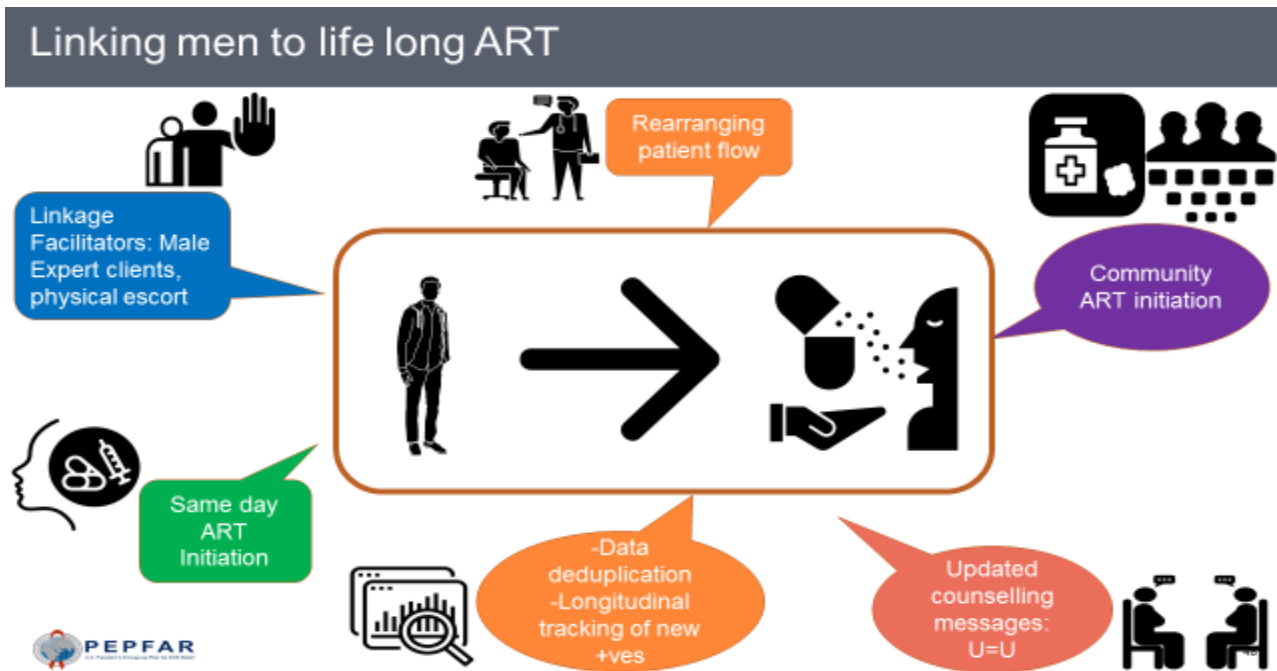 Linking men to life long ART
Rearranging
patient flow
Linkage
Facilitators: Male
Expert clients,
physical escort
Community
ART initiation
Same day
ART
Initiation
-Data
deduplication
-Longitudinal
tracking of new
+ves
Updated
counselling
messages:
U=U
PEPFAR